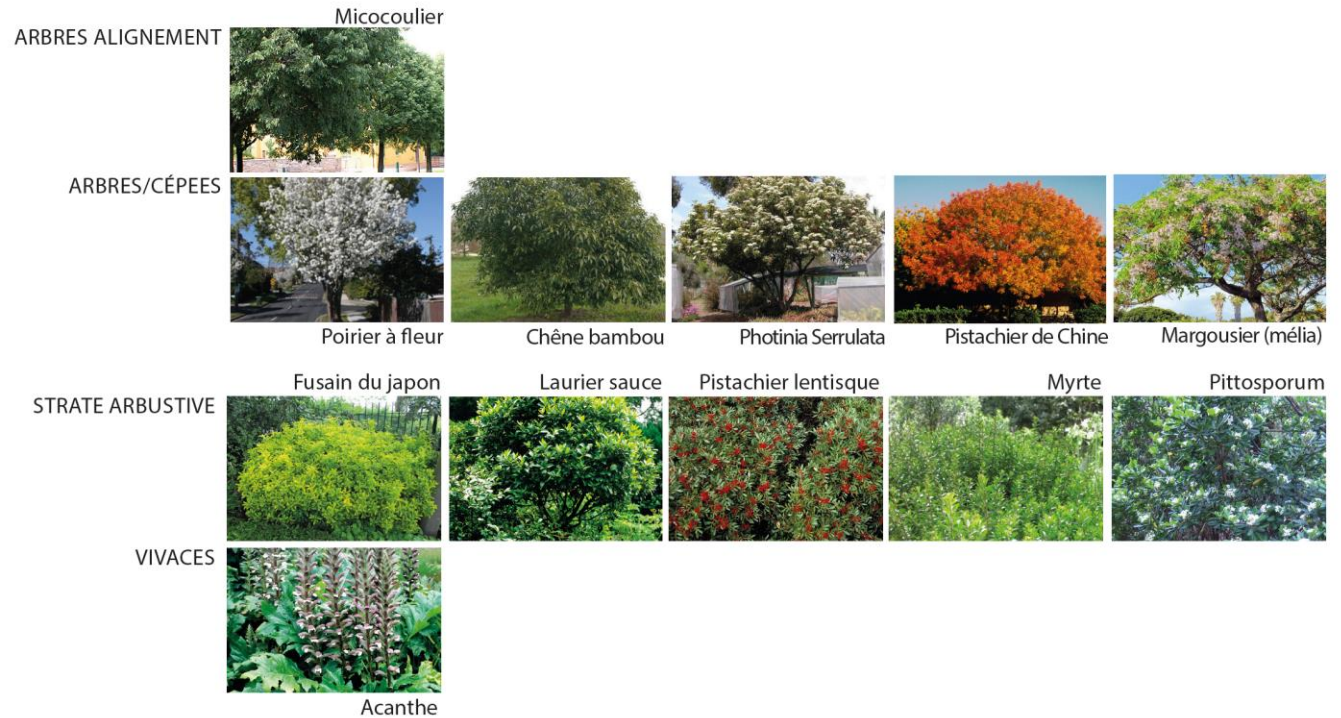 Micocoulier
ARBRES ALIGNEMENT
ARBRES/CÉPEES
Poirier à fleur
Chêne bambou
Photinia Serrulata
Pistachier de Chine
Margousier (mélia)
Fusain du japon
Laurier sauce
Pistachier lentisque
Myrte
Pittosporum
STRATE ARBUSTIVE
VIVACES
Acanthe